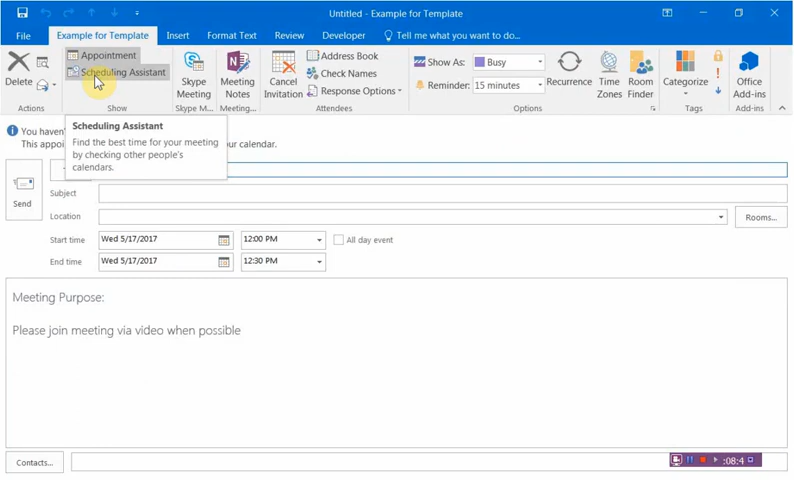 Untitled - Example for Template
File
Example for Template
Insert
Format Text
Review
Developer
Tell me what you want to do...
Delete
Actions
Appointment
Scheduling Assistant
Show
Skype
Meeting
Skype M...
Meeting
Notes
Meeting...
Cancel
Invitation
Address Book
Check Names
Response Options
Attendees
Show As:
Busy
Reminder:
15 minutes
Recurrence
Time
Zones
Room
Finder
Options
Categorize
Tags
Office
Add-ins
Add-ins
Scheduling Assistant
Find the best time for your meeting
by checking other people's
calendars.
You haven'
This appoi
ur calendar.
Send
Subject
Location
Rooms...
Start time
Wed 5/17/2017
12:00 PM
All day event
End time
Wed 5/17/2017
12:30 PM
Meeting Purpose:
Please join meeting via video when possible
Contacts...
:08:4